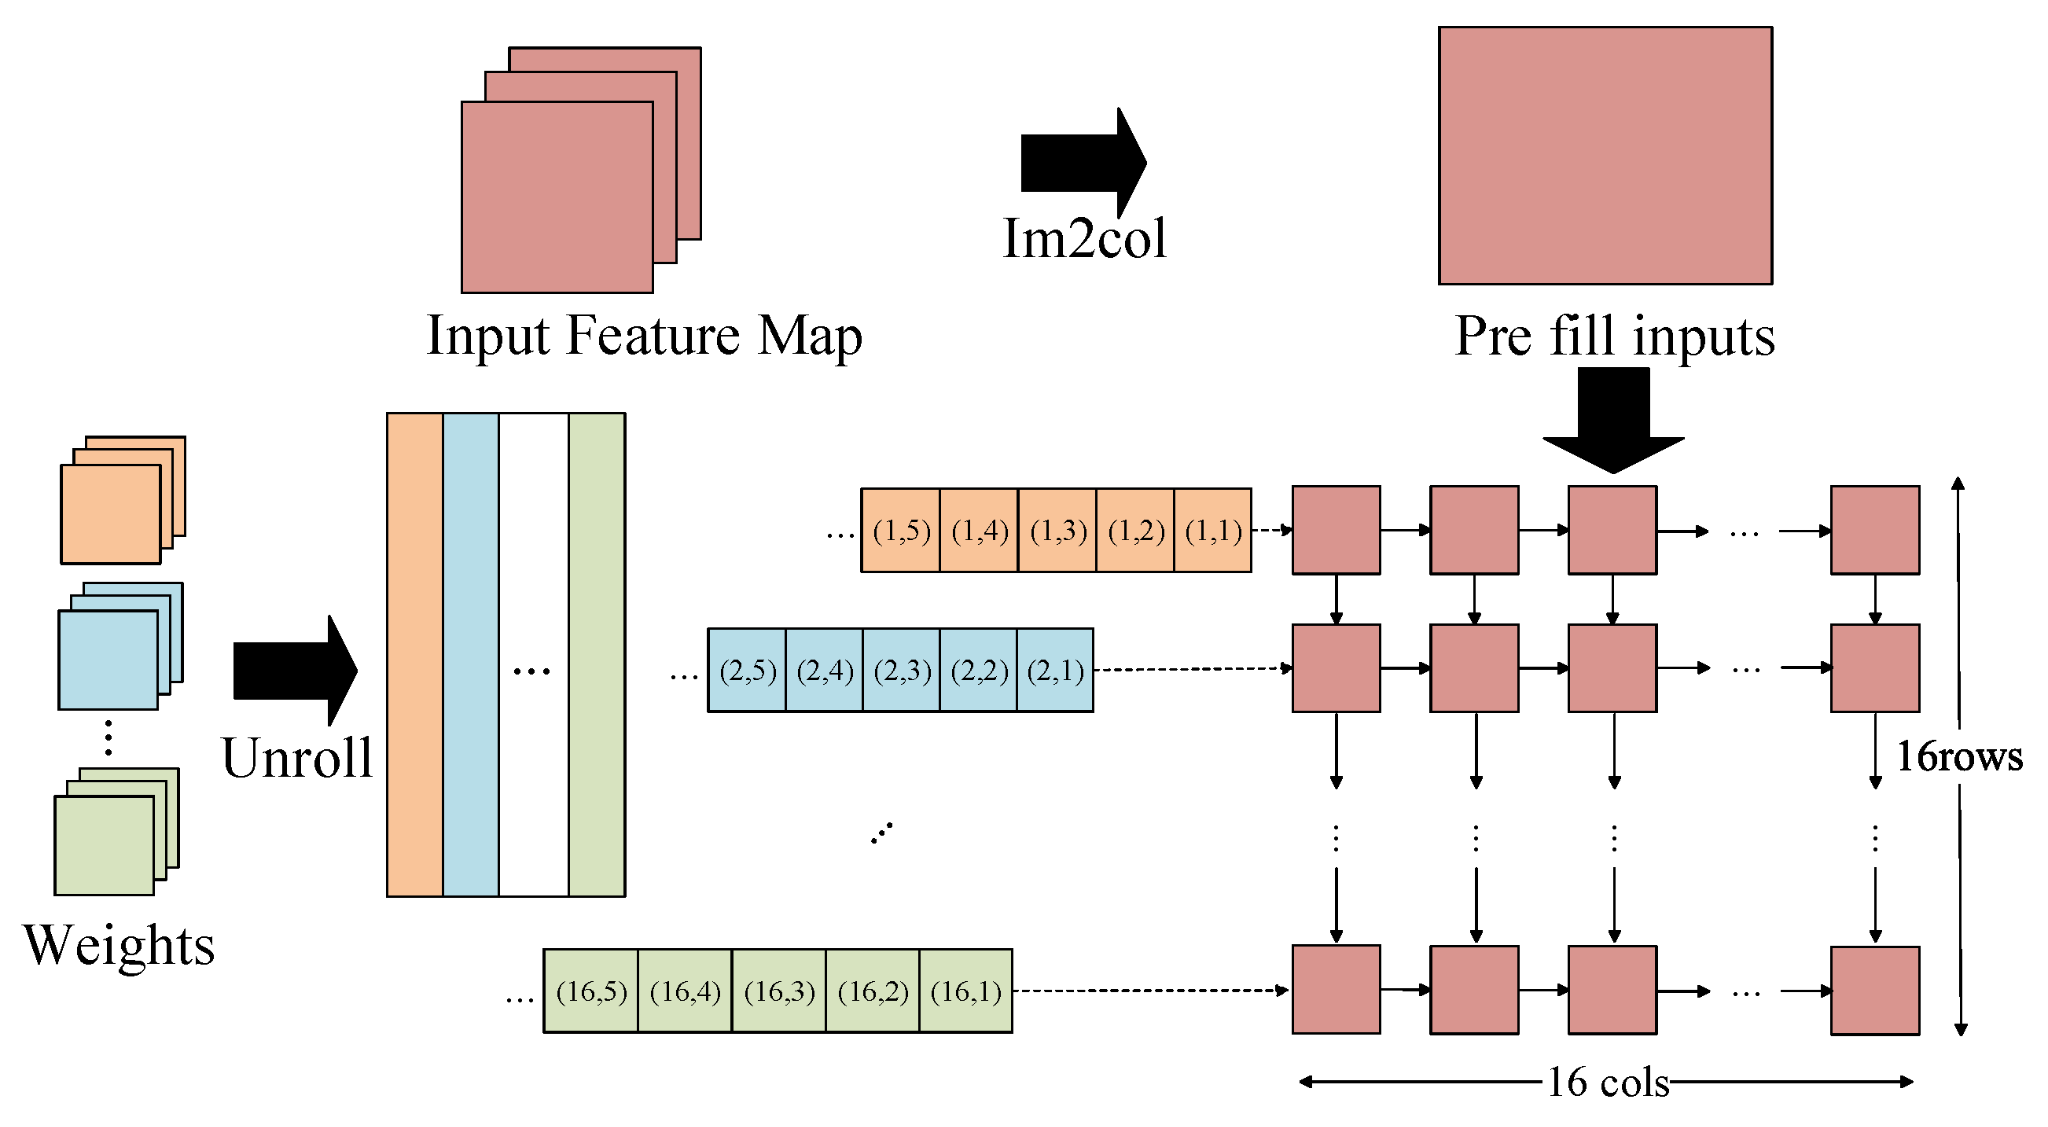 Im2col
Input Feature Map
Pre fill inputs
... (1,5) (1,4) (1,3) (1,2) (1,1) ...
... (2,5) (2,4) (2,3) (2,2) (2,1) ...
...
Unroll
16rows
Weights
... (16,5) (16,4) (16,3) (16,2) (16,1) ...
16 cols